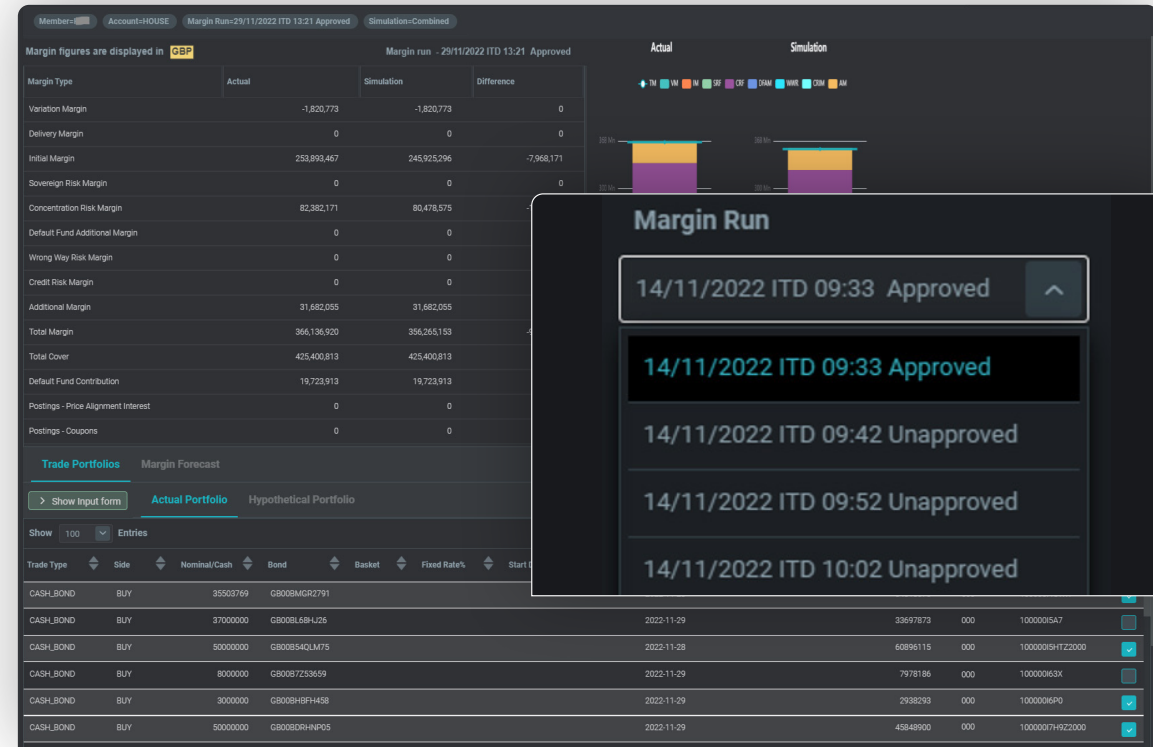 Member= Account=HOUSE Margin Run=29/11/2022 ITD 13:21 Approved Simulation=Combined
Margin figures are displayed in GBP Margin run - 29/11/2022 ITD 13:21 Approved
Actual Simulation
TM VM IM SRF CRF DFAM WWR CRIM AM
Margin Type Actual Simulation Difference
Variation Margin -1,820,773 -1,820,773 0
Delivery Margin 0 0 0
Initial Margin 253,893,467 245,925,296 -7,968,171
Sovereign Risk Margin 0 0 0
Concentration Risk Margin 82,382,171 80,478,575
Default Fund Additional Margin 0 0
Wrong Way Risk Margin 0 0
Credit Risk Margin 0 0
Additional Margin 31,682,055 31,682,055
Total Margin 366,136,920 356,265,153
Total Cover 425,400,813 425,400,813
Default Fund Contribution 19,723,913 19,723,913
Postings - Price Alignment Interest 0 0
Postings - Coupons 0 0
Margin Run
14/11/2022 ITD 09:33 Approved
14/11/2022 ITD 09:33 Approved
14/11/2022 ITD 09:42 Unapproved
14/11/2022 ITD 09:52 Unapproved
14/11/2022 ITD 10:02 Unapproved
Trade Portfolios Margin Forecast
> Show Input form Actual Portfolio Hypothetical Portfolio
Show 100 Entries
Trade Type Side Nominal/Cash Bond Basket Fixed Rate% Start
CASH_BOND BUY 35503769 GB00BMGR2791
CASH_BOND BUY 37000000 GB00BL68HJ26 2022-11-29 33697873 000 100000I5A7
CASH_BOND BUY 50000000 GB00B54QLM75 2022-11-28 60896115 000 100000I5HTZ2000
CASH_BOND BUY 8000000 GB00B7Z53659 2022-11-29 7978186 000 100000I63X
CASH_BOND BUY 3000000 GB00BHBFH458 2022-11-29 2938293 000 100000I6P0
CASH_BOND BUY 50000000 GB00BDRHNP05 2022-11-29 45848900 000 100000I7H9Z2000